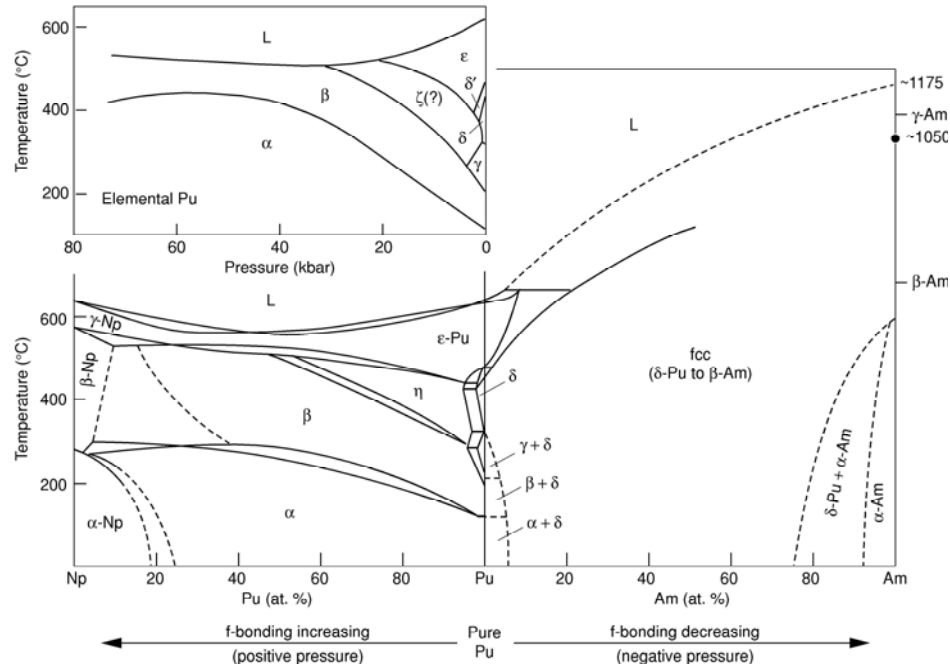 600
400
200
Temperature (°C)
L
ε
δ′
β
ζ(?)
δ
α
γ
Elemental Pu
80
60
40
20
0
Pressure (kbar)
~1175
γ-Am
~1050
β-Am
L
600
400
200
Temperature (°C)
L
γ-Np
ε-Pu
β-Np
η
δ
fcc
(δ-Pu to β-Am)
β
γ + δ
β + δ
α + δ
α
α-Np
δ-Pu + α-Am
α-Am
Np
20
40
60
80
Pu
20
40
60
80
Am
Pu (at. %)
Am (at. %)
f-bonding increasing
(positive pressure)
Pure
Pu
f-bonding decreasing
(negative pressure)